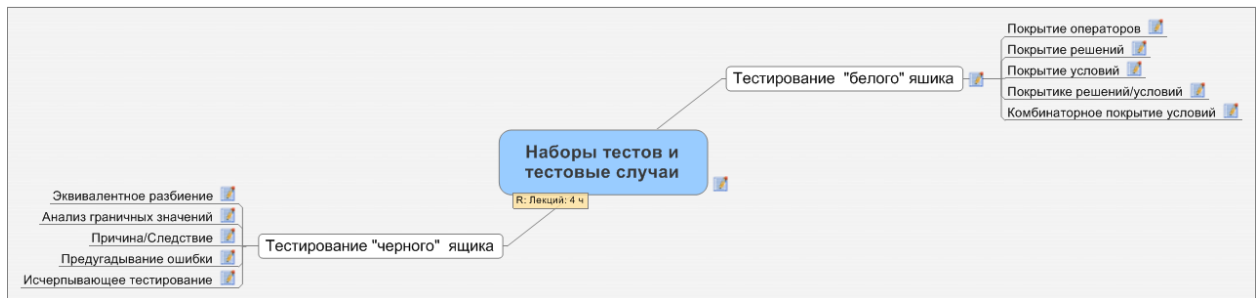 Покрытие операторов
Покрытие решений
Покрытие условий
Покрытике решений/условий
Комбинаторное покрытие условий
Тестирование "белого" яшика
Наборы тестов и
тестовые случаи
R: Лекций: 4 ч
Эквивалентное разбиение
Анализ граничных значений
Причина/Следствие
Предугадывание ошибки
Исчерпывающее тестирование
Тестирование "черного" ящика